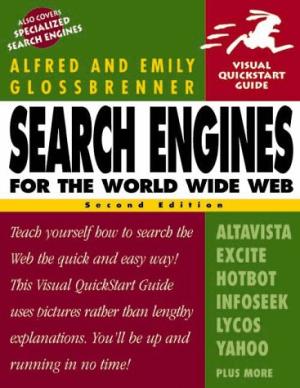 ALSO COVERS
SPECIALIZED
SEARCH ENGINES
ALFRED AND EMILY
GLOSSBRENNER
VISUAL
QUICKSTART
GUIDE
SEARCH ENGINES
FOR THE WORLD WIDE WEB
Second Edition
Teach yourself how to search the
Web the quick and easy way!
This Visual QuickStart Guide
uses pictures rather than lengthy
explanations. You'll be up and
running in no time!
ALTAVISTA
EXCITE
HOTBOT
INFOSEEK
LYCOS
YAHOO
PLUS MORE